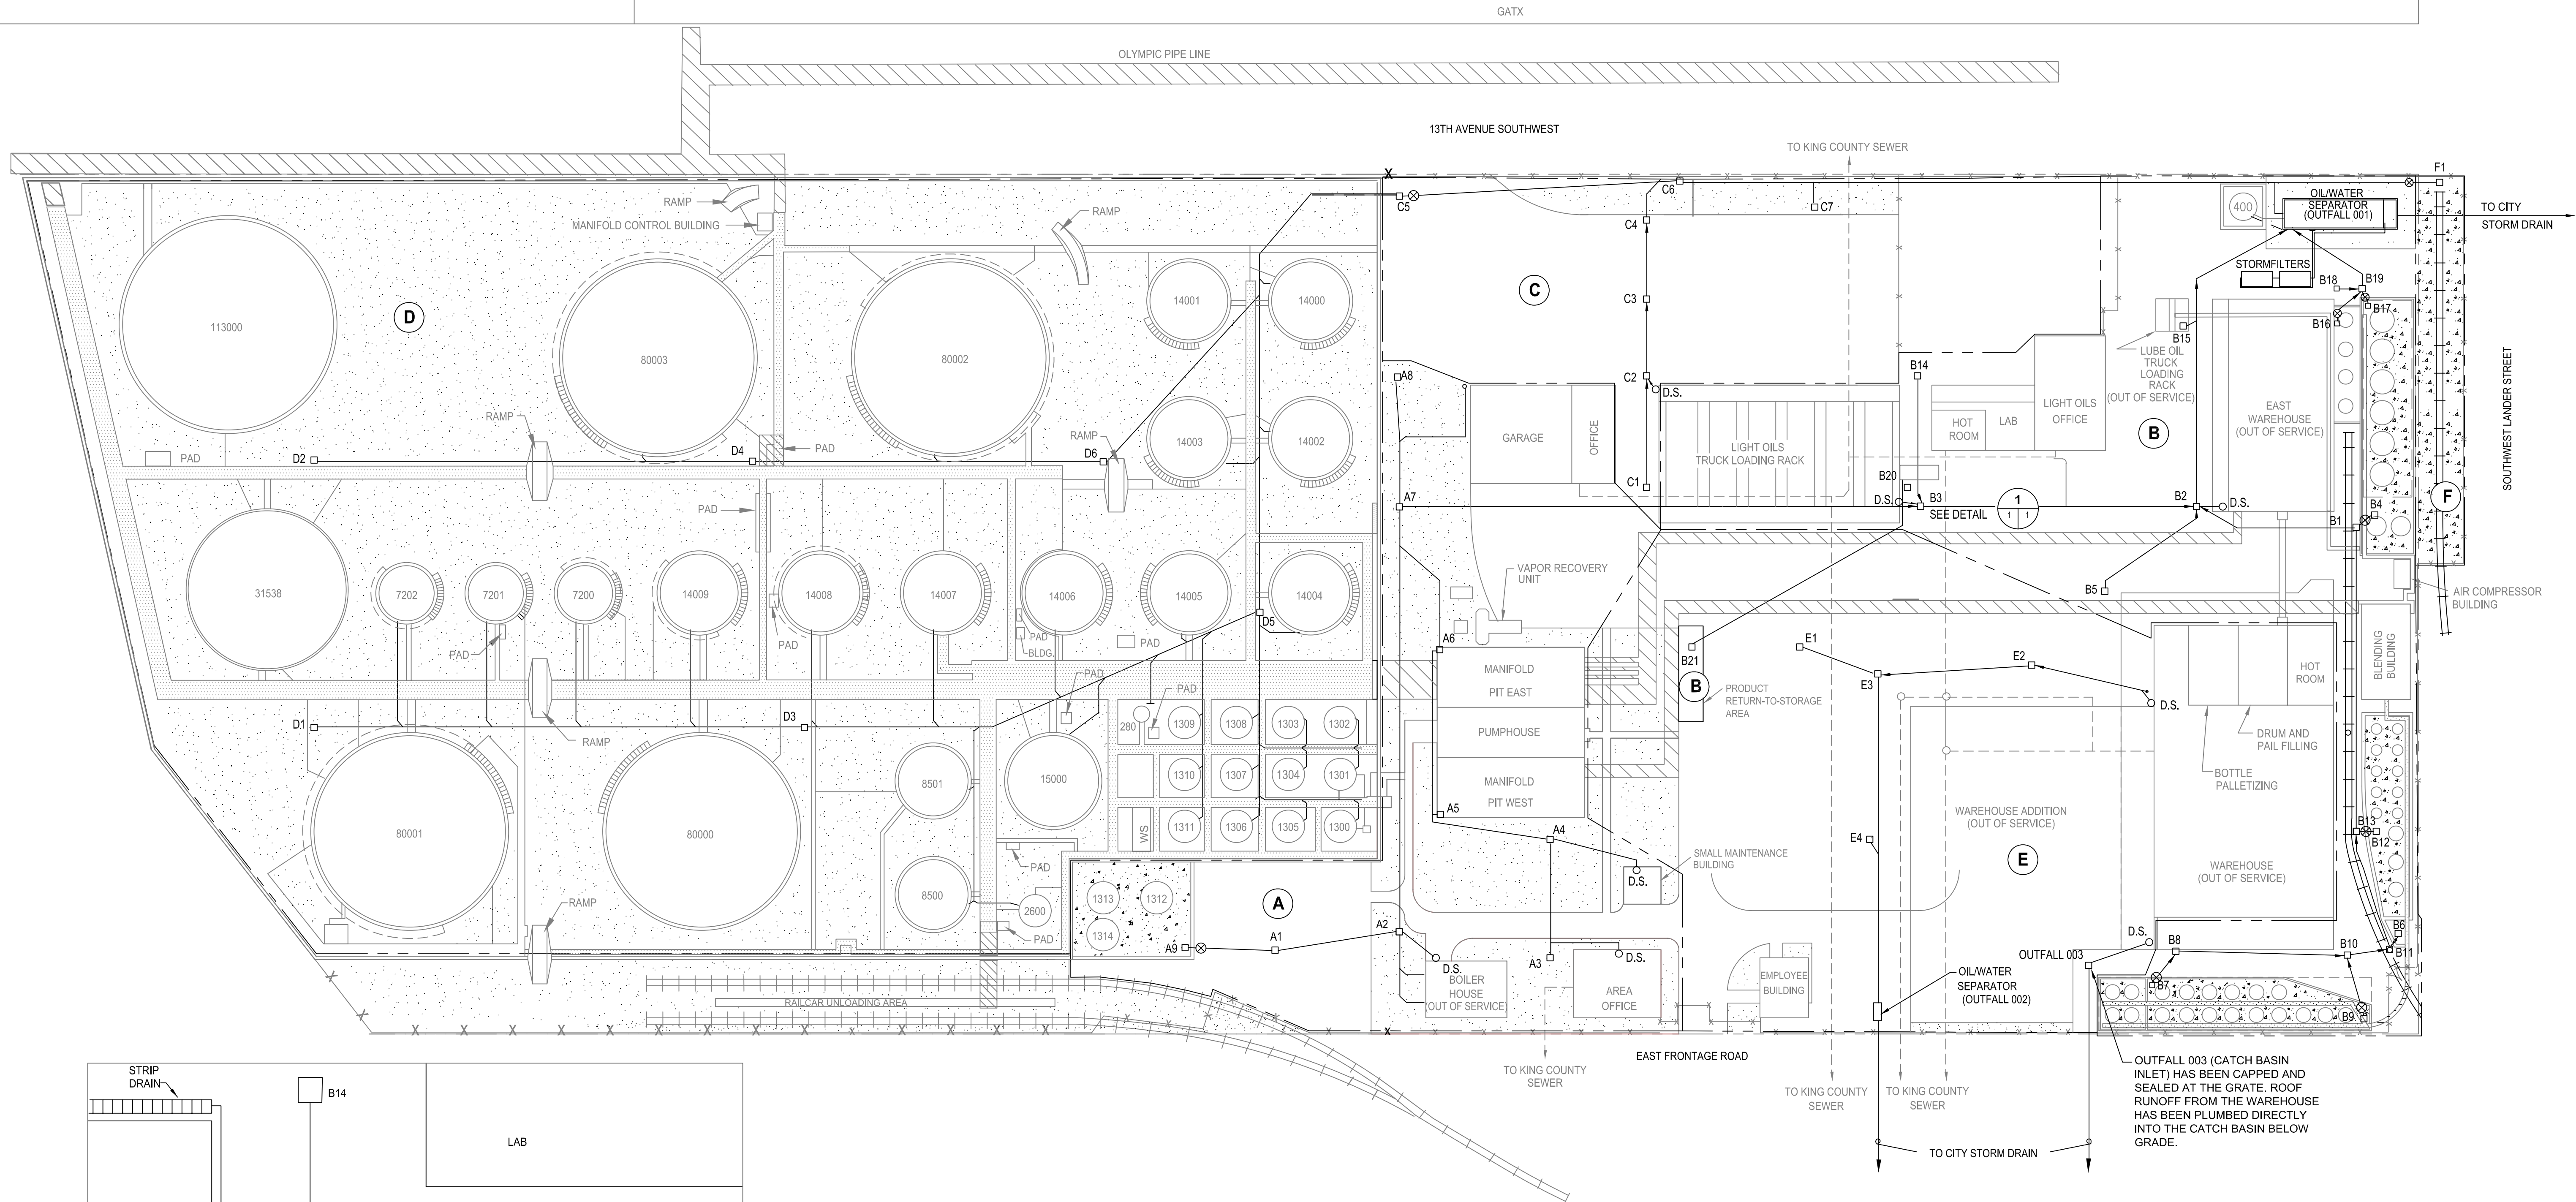 GATX
OLYMPIC PIPE LINE
13TH AVENUE SOUTHWEST
TO KING COUNTY SEWER
F1
RAMP
MANIFOLD CONTROL BUILDING
RAMP
C5
C6
C7
C4
400
OIL/WATER
SEPARATOR
(OUTFALL 001)
TO CITY
STORM DRAIN
STORMFILTERS
B18
B19
B17
B16
B15
113000
D
80003
80002
14001
14000
C
C3
C2
D.S.
A8
B14
LUBE OIL
TRUCK
LOADING
RACK
(OUT OF SERVICE)
SOUTHWEST LANDER STREET
RAMP
PAD
D2
D4
PAD
D6
RAMP
14003
14002
GARAGE
OFFICE
LIGHT OILS
TRUCK LOADING RACK
HOT
ROOM
LAB
LIGHT OILS
OFFICE
B
EAST
WAREHOUSE
(OUT OF SERVICE)
C1
A7
B20
D.S.
B3
SEE DETAIL
1
1 1
B2
D.S.
B1
B4
F
PAD
31538
7202
7201
7200
14009
14008
14007
14006
14005
14004
VAPOR RECOVERY
UNIT
B5
AIR COMPRESSOR
BUILDING
PAD
PAD
PAD
BLDG.
PAD
D5
A6
B21
E1
E2
E3
D.S.
HOT
ROOM
BLENDING
BUILDING
MANIFOLD
PIT EAST
PUMPHOUSE
MANIFOLD
PIT WEST
B
PRODUCT
RETURN-TO-STORAGE
AREA
DRUM AND
PAIL FILLING
BOTTLE
PALLETIZING
D1
D3
RAMP
PAD
PAD
280
1309
1308
1303
1302
1310
1307
1304
1301
1311
1306
1305
1300
WS
80001
80000
8501
8500
15000
2600
PAD
PAD
RAMP
1313
1312
1314
A
A9
A1
A2
A5
A4
A3
D.S.
D.S.
D.S.
SMALL MAINTENANCE
BUILDING
E4
WAREHOUSE ADDITION
(OUT OF SERVICE)
E
WAREHOUSE
(OUT OF SERVICE)
B13
B12
B6
B11
B10
B8
B7
B9
D.S.
OUTFALL 003
OIL/WATER
SEPARATOR
(OUTFALL 002)
BOILER
HOUSE
(OUT OF SERVICE)
AREA
OFFICE
EMPLOYEE
BUILDING
RAILCAR UNLOADING AREA
EAST FRONTAGE ROAD
TO KING COUNTY
SEWER
TO KING COUNTY
SEWER
TO KING COUNTY
SEWER
TO CITY STORM DRAIN
OUTFALL 003 (CATCH BASIN
INLET) HAS BEEN CAPPED AND
SEALED AT THE GRATE. ROOF
RUNOFF FROM THE WAREHOUSE
HAS BEEN PLUMBED DIRECTLY
INTO THE CATCH BASIN BELOW
GRADE.
STRIP
DRAIN
B14
LAB